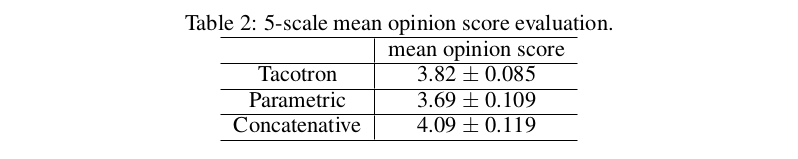 Table 2: 5-scale mean opinion score evaluation.
mean opinion score
Tacotron 3.82 ± 0.085
Parametric 3.69 ± 0.109
Concatenative 4.09 ± 0.119